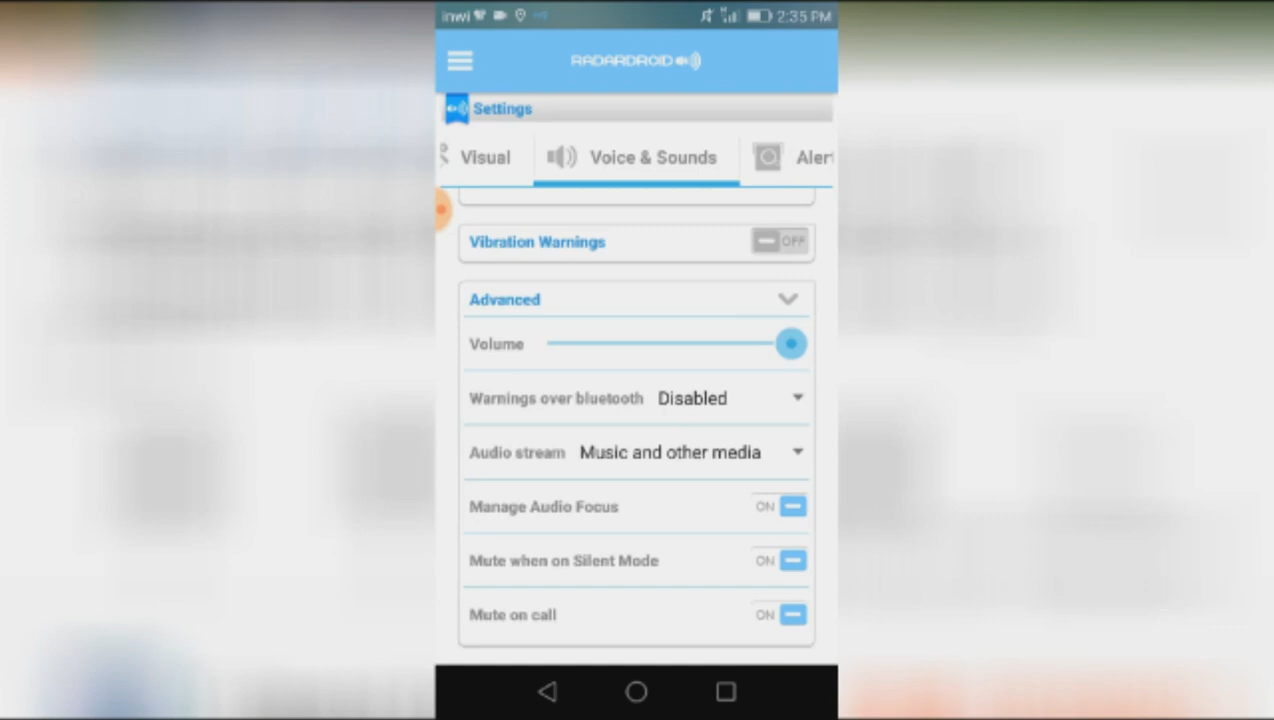 inwi 2:35 PM
RADARDROID
Settings
Visual Voice & Sounds Aler
Vibration Warnings OFF
Advanced
Volume
Warnings over bluetooth Disabled
Audio stream Music and other media
Manage Audio Focus ON
Mute when on Silent Mode ON
Mute on call ON